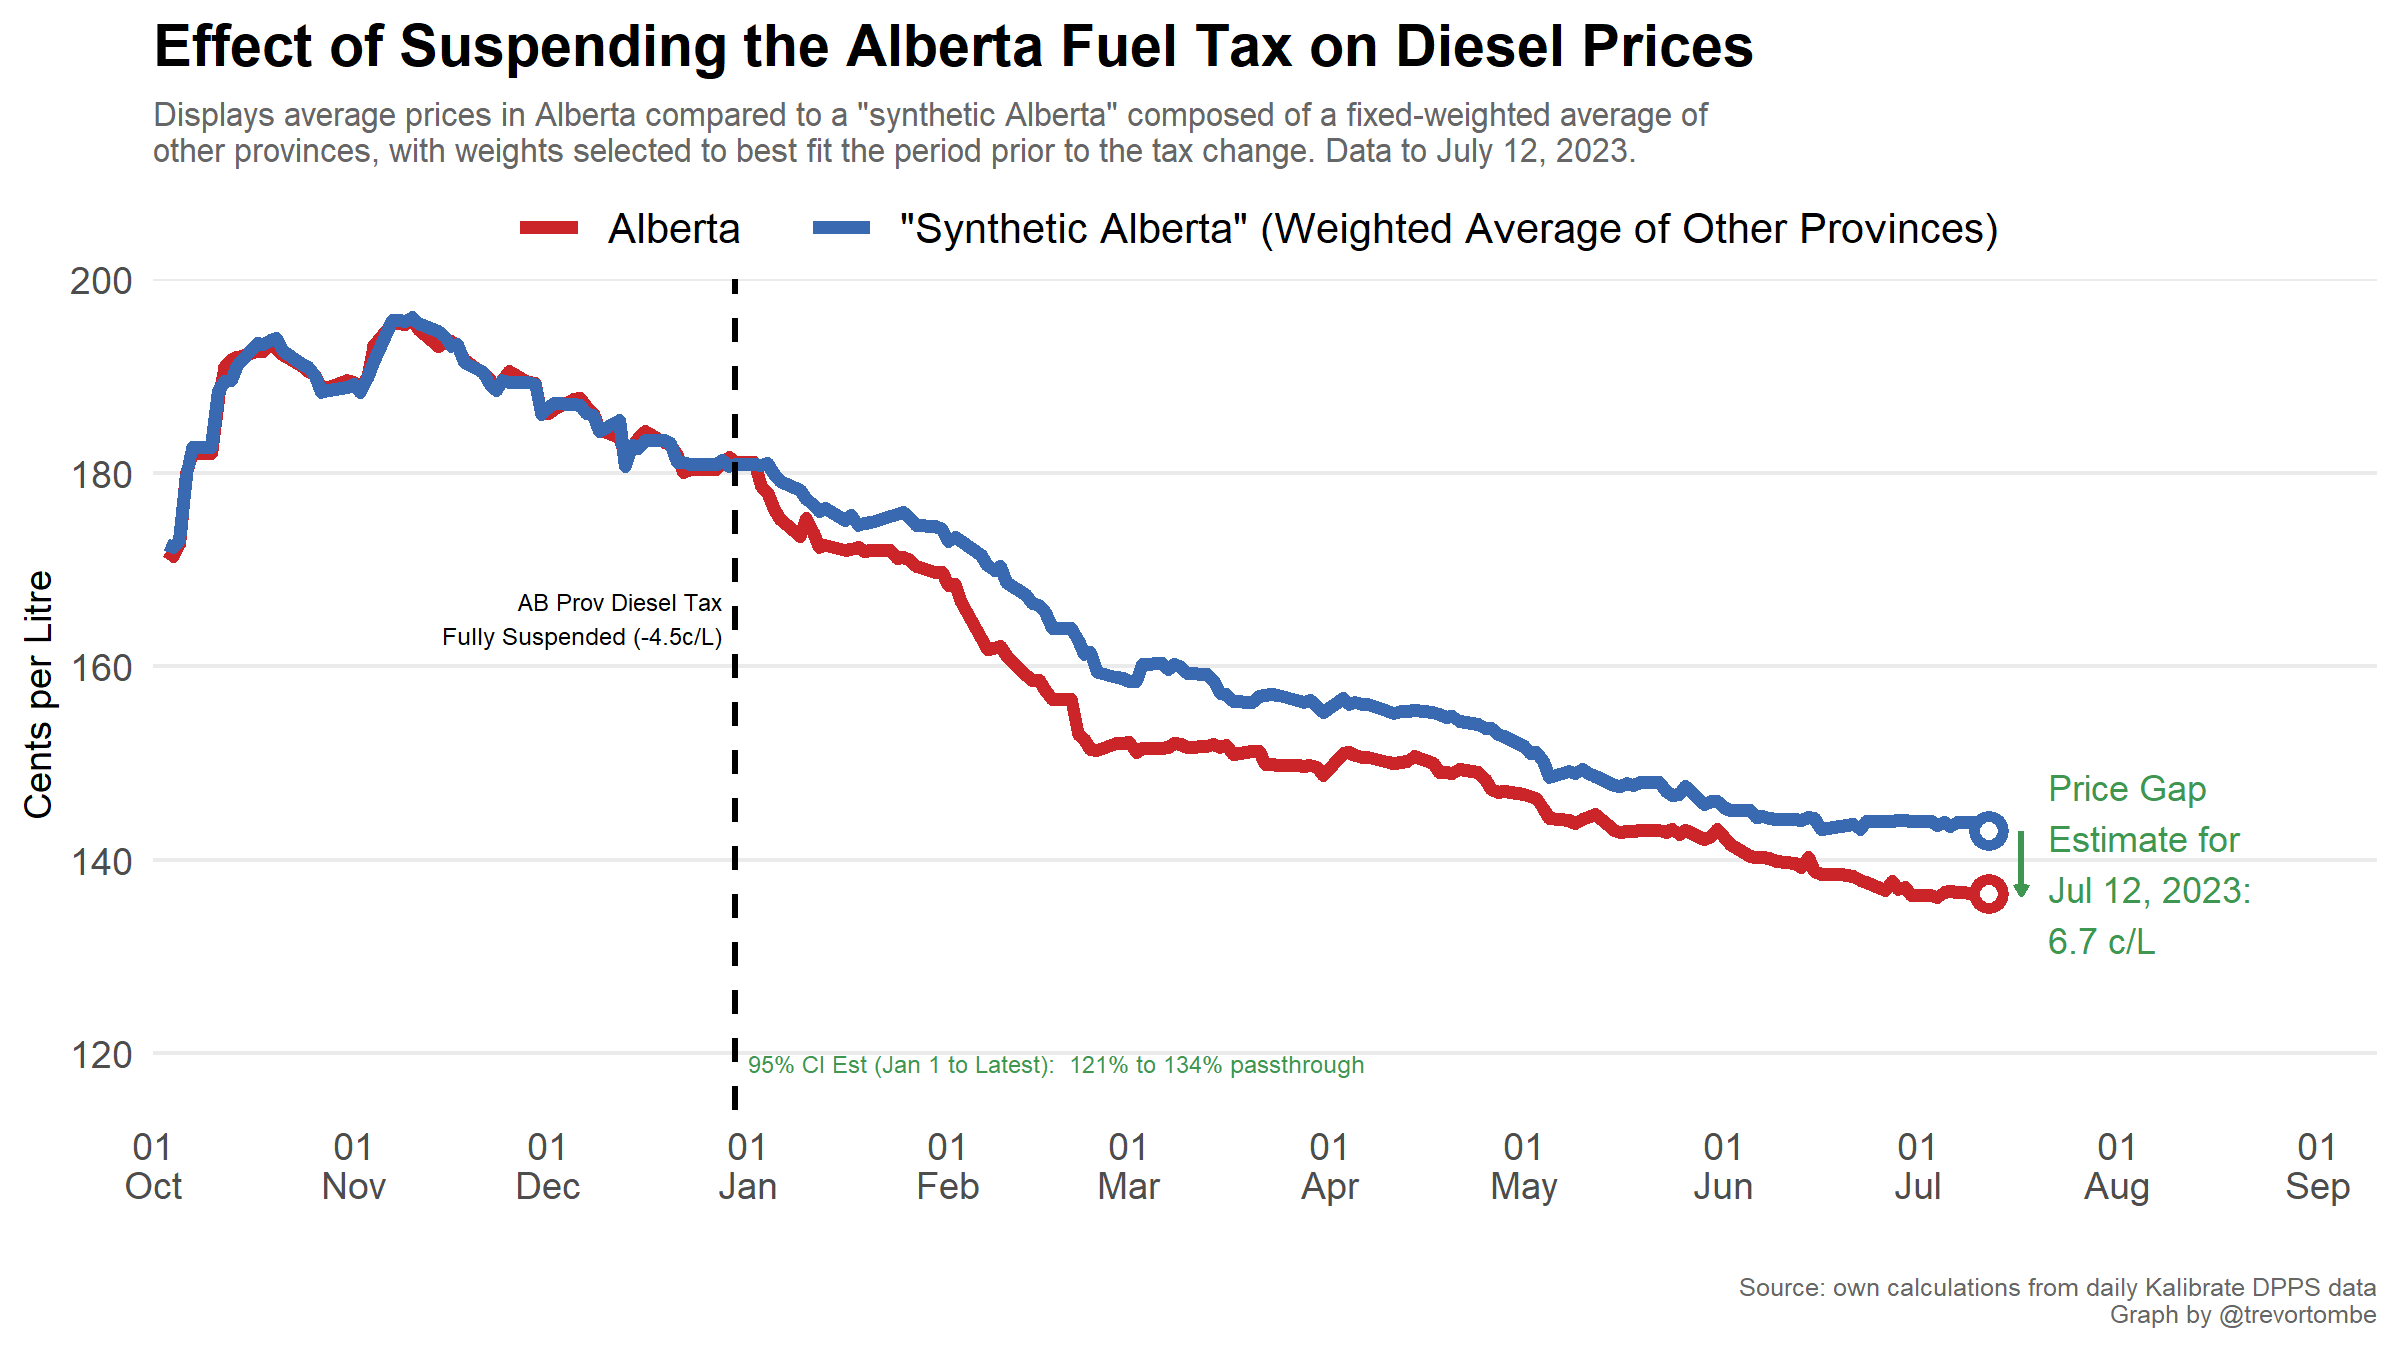 Effect of Suspending the Alberta Fuel Tax on Diesel Prices
Displays average prices in Alberta compared to a "synthetic Alberta" composed of a fixed-weighted average of
other provinces, with weights selected to best fit the period prior to the tax change. Data to July 12, 2023.
Alberta
"Synthetic Alberta" (Weighted Average of Other Provinces)
Cents per Litre
200
180
160
140
120
AB Prov Diesel Tax
Fully Suspended (-4.5c/L)
Price Gap
Estimate for
Jul 12, 2023:
6.7 c/L
95% CI Est (Jan 1 to Latest):  121% to 134% passthrough
01 Oct
01 Nov
01 Dec
01 Jan
01 Feb
01 Mar
01 Apr
01 May
01 Jun
01 Jul
01 Aug
01 Sep
Source: own calculations from daily Kalibrate DPPS data
Graph by @trevortombe